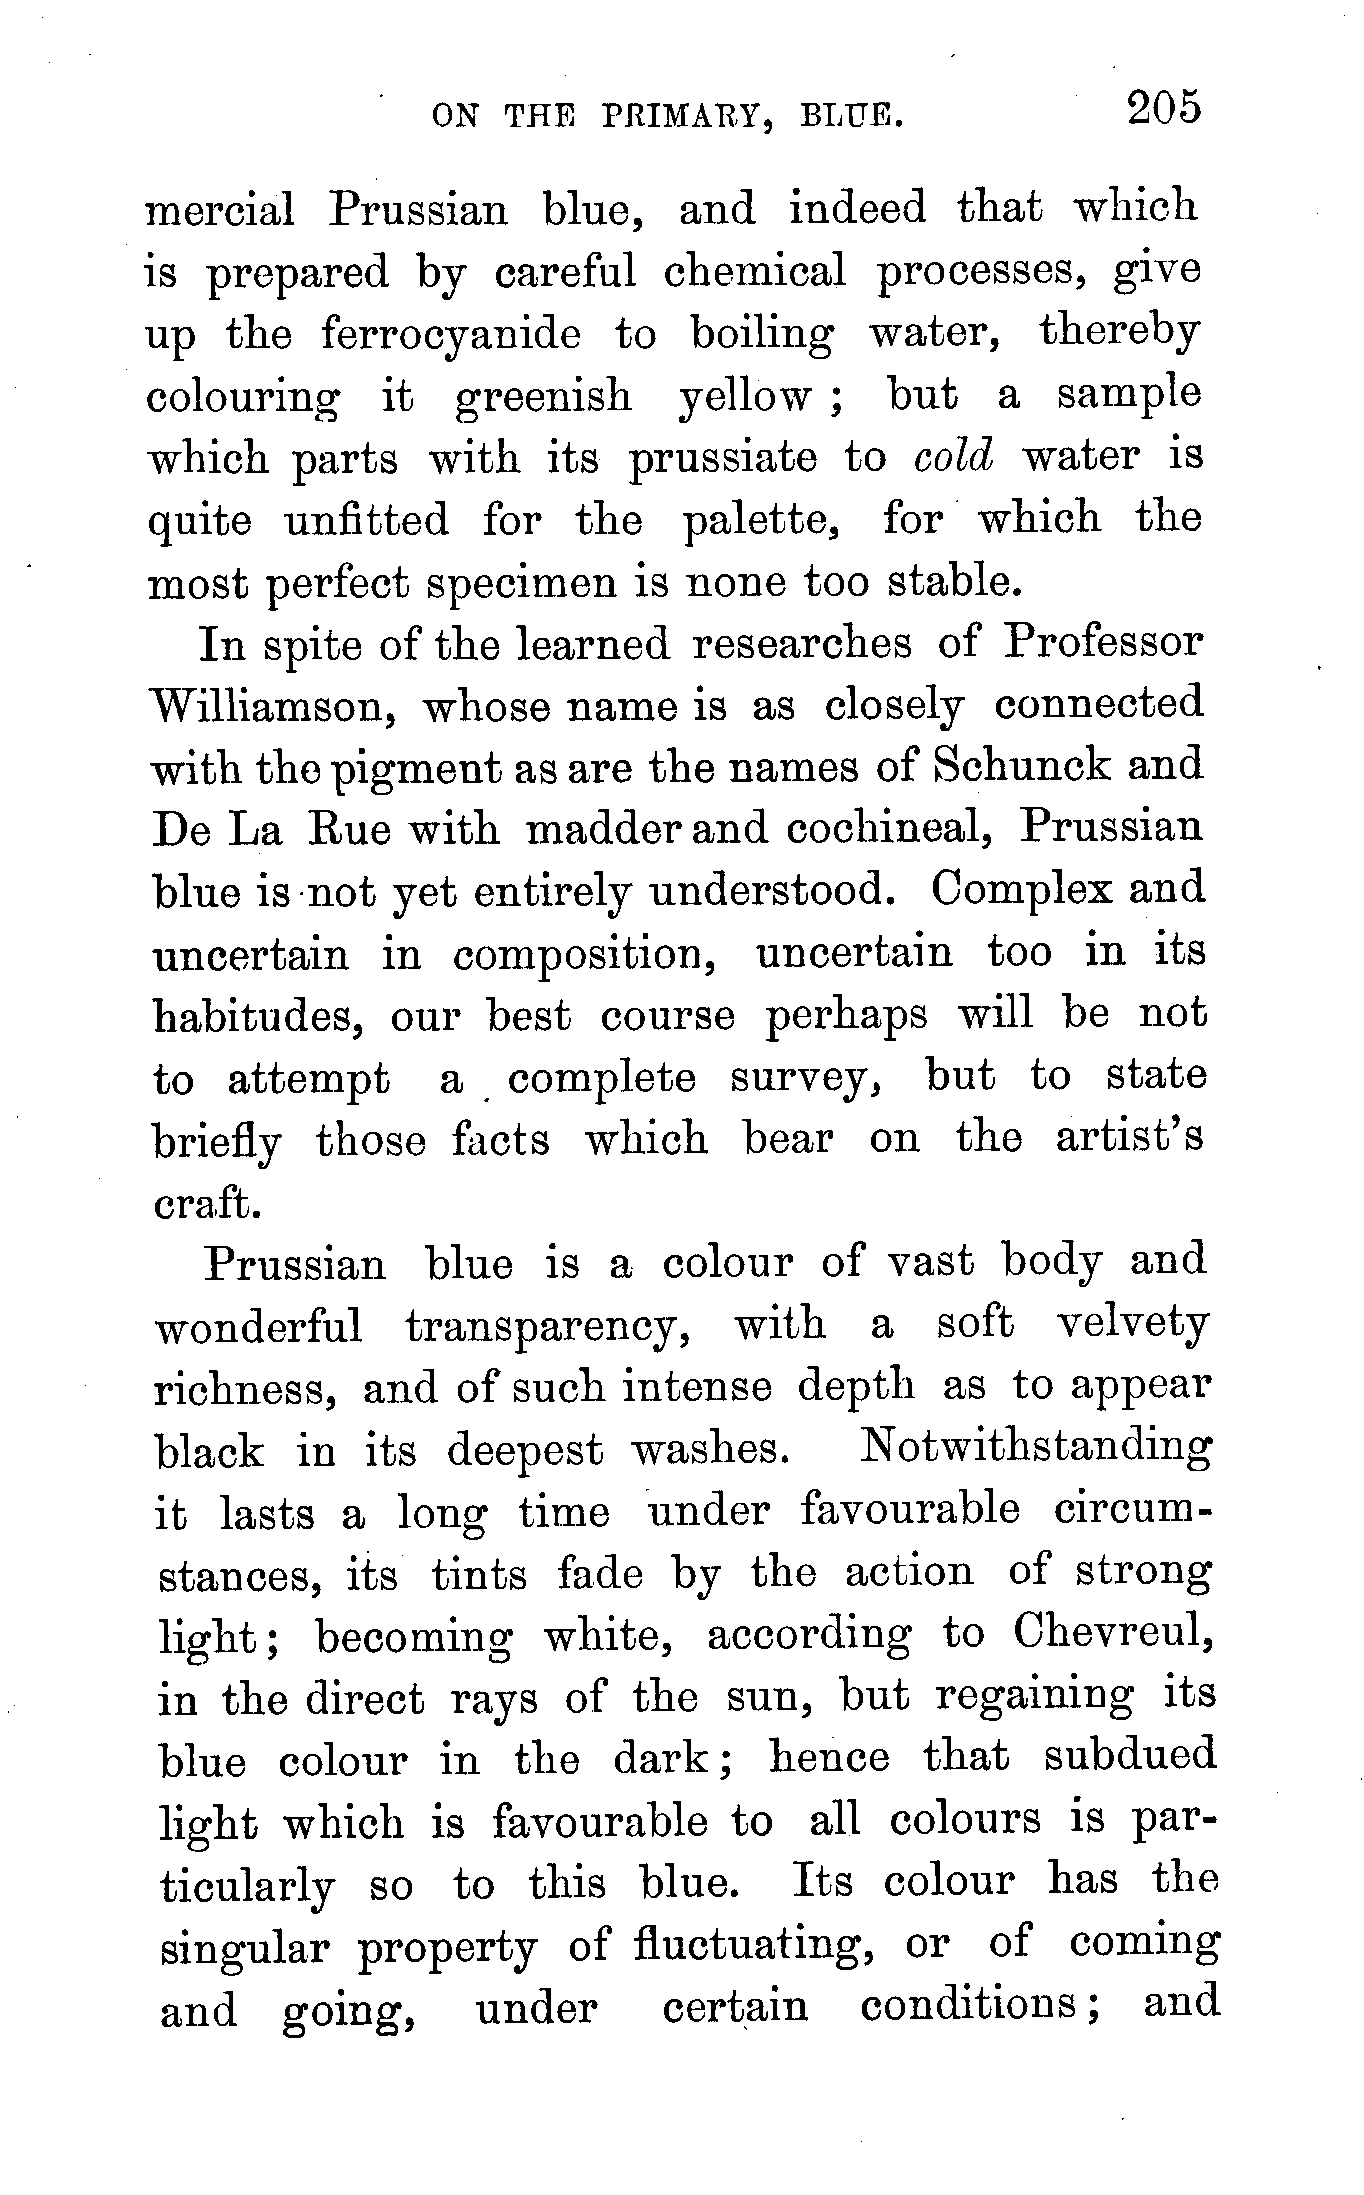 ON THE PRIMARY, BLUE. 205
mercial Prussian blue, and indeed that which
is prepared by careful chemical processes, give
up the ferrocyanide to boiling water, thereby
colouring it greenish yellow ; but a sample
which parts with its prussiate to cold water is
quite unfitted for the palette, for which the
most perfect specimen is none too stable.
In spite of the learned researches of Professor
Williamson, whose name is as closely connected
with the pigment as are the names of Schunck and
De La Rue with madder and cochineal, Prussian
blue is not yet entirely understood. Complex and
uncertain in composition, uncertain too in its
habitudes, our best course perhaps will be not
to attempt a complete survey, but to state
briefly those facts which bear on the artist's
craft.
Prussian blue is a colour of vast body and
wonderful transparency, with a soft velvety
richness, and of such intense depth as to appear
black in its deepest washes. Notwithstanding
it lasts a long time under favourable circum-
stances, its tints fade by the action of strong
light ; becoming white, according to Chevreul,
in the direct rays of the sun, but regaining its
blue colour in the dark ; hence that subdued
light which is favourable to all colours is par-
ticularly so to this blue. Its colour has the
singular property of fluctuating, or of coming
and going, under certain conditions ; and